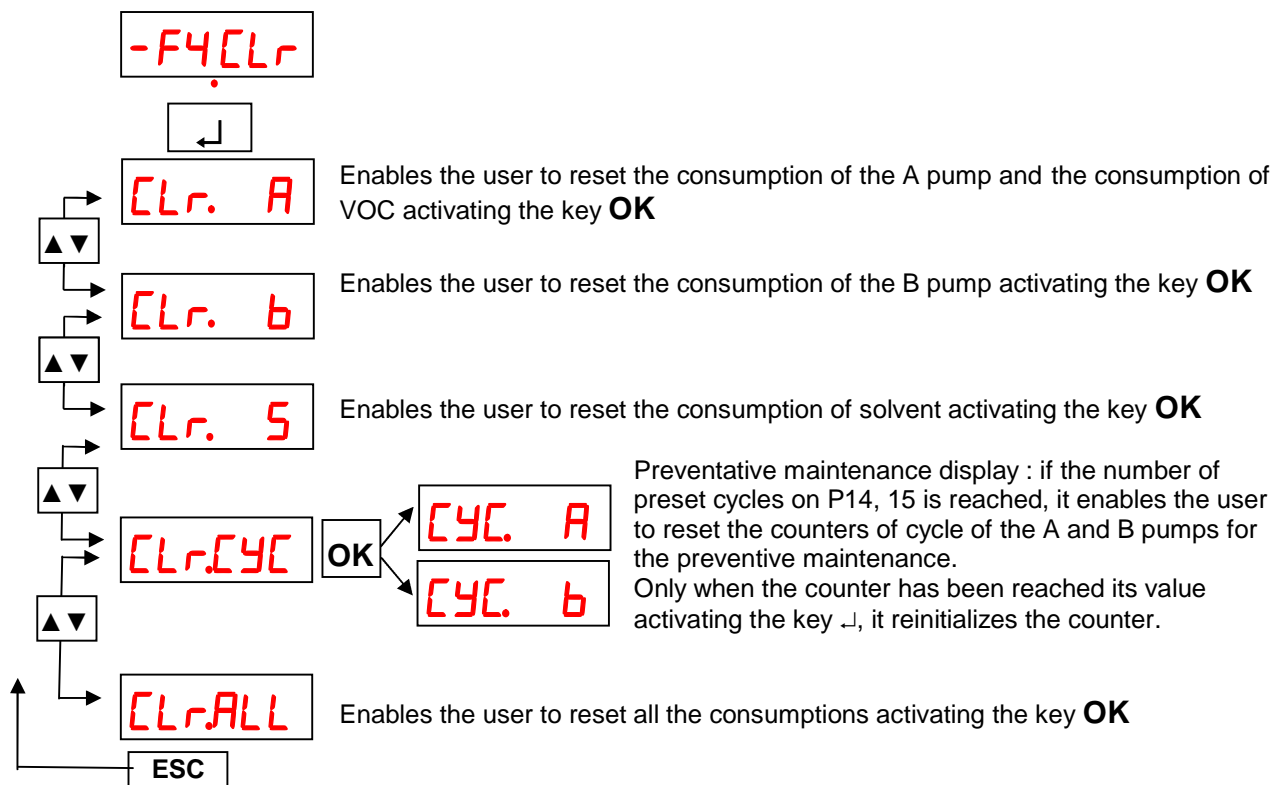 -F4CLr
↵
CLr. A
Enables the user to reset the consumption of the A pump and the consumption of
VOC activating the key OK
▲▼
CLr. b
Enables the user to reset the consumption of the B pump activating the key OK
▲▼
CLr. S
Enables the user to reset the consumption of solvent activating the key OK
▲▼
CLr.CYC
OK
CYC. A
CYC. b
Preventative maintenance display : if the number of
preset cycles on P14, 15 is reached, it enables the user
to reset the counters of cycle of the A and B pumps for
the preventive maintenance.
Only when the counter has been reached its value
activating the key ↵, it reinitializes the counter.
▲▼
CLr.ALL
Enables the user to reset all the consumptions activating the key OK
ESC